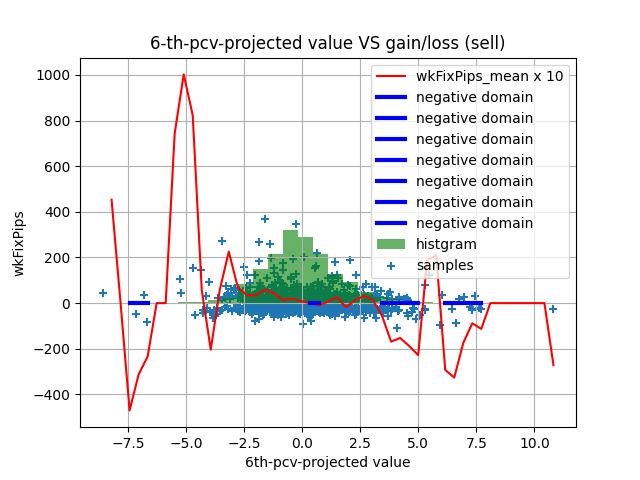 6-th-pcv-projected value VS gain/loss (sell)
wkFixPips_mean x 10
negative domain
negative domain
negative domain
negative domain
negative domain
negative domain
negative domain
histgram
samples
wkFixPips
1000
800
600
400
200
0
−200
−400
−7.5 −5.0 −2.5 0.0 2.5 5.0 7.5 10.0
6th-pcv-projected value